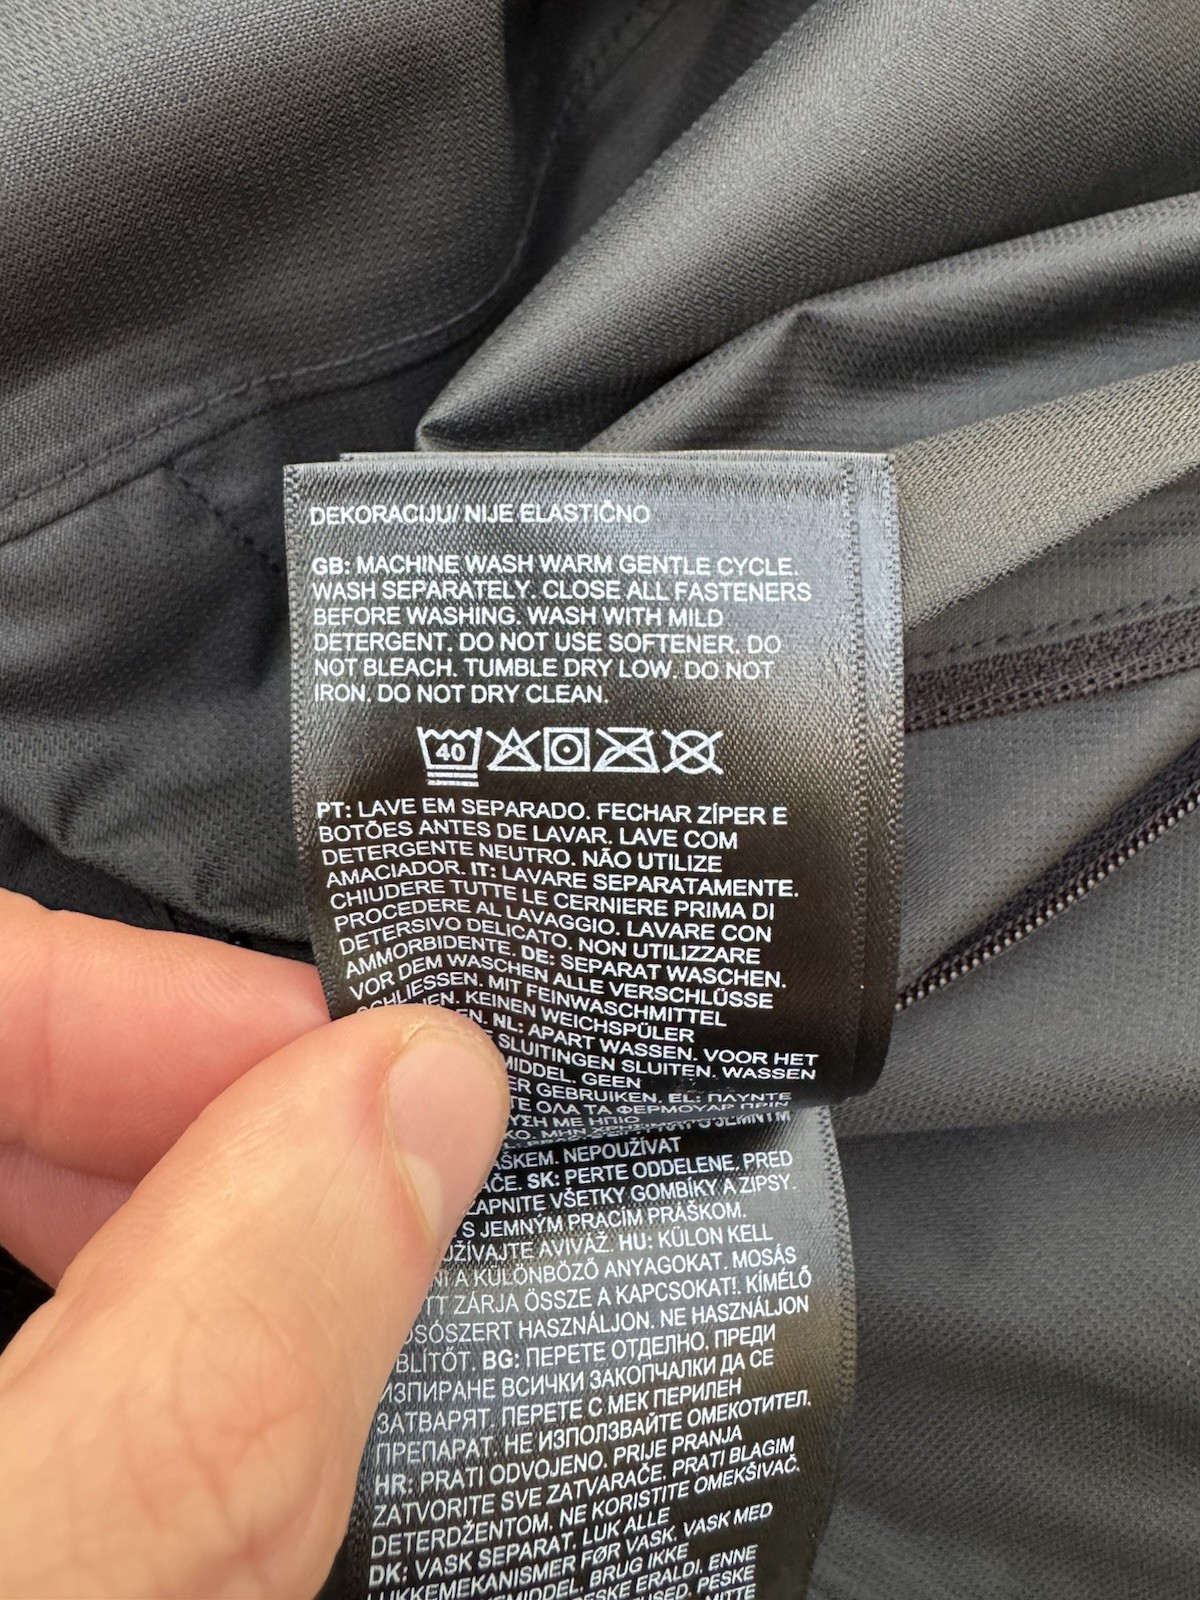 DEKORACIJU/ NIJE ELASTIČNO
GB: MACHINE WASH WARM GENTLE CYCLE.
WASH SEPARATELY. CLOSE ALL FASTENERS
BEFORE WASHING. WASH WITH MILD
DETERGENT. DO NOT USE SOFTENER. DO
NOT BLEACH. TUMBLE DRY LOW. DO NOT
IRON. DO NOT DRY CLEAN.
40
PT: LAVE EM SEPARADO. FECHAR ZÍPER E
BOTÕES ANTES DE LAVAR. LAVE COM
DETERGENTE NEUTRO. NÃO UTILIZE
AMACIADOR. IT: LAVARE SEPARATAMENTE.
CHIUDERE TUTTE LE CERNIERE PRIMA DI
PROCEDERE AL LAVAGGIO. LAVARE CON
DETERSIVO DELICATO. NON UTILIZZARE
AMMORBIDENTE. DE: SEPARAT WASCHEN.
VOR DEM WASCHEN ALLE VERSCHLÜSSE
SCHLIESSEN. MIT FEINWASCHMITTEL
KEINEN WEICHSPÜLER
NL: APART WASSEN. VOOR HET
SLUITINGEN SLUITEN. WASSEN
GEEN
GEBRUIKEN. EL: ΠΛΥΝΤΕ
ΟΛΑ ΤΑ ΦΕΡΜΟΥΑΡ ΠΡΙΝ
ΜΕ ΗΠΙΟ
NEPOUŽÍVAT
SK: PERTE ODDELENE. PRED
VŠETKY GOMBÍKY A ZIPSY.
S JEMNÝM PRACÍM PRÁŠKOM.
AVIVÁŽ. HU: KÜLÖN KELL
A KÜLÖNBÖZŐ ANYAGOKAT. MOSÁS
ZÁRJA ÖSSZE A KAPCSOKAT!. KÍMÉLŐ
HASZNÁLJON. NE HASZNÁLJON
BG: ПЕРЕТЕ ОТДЕЛНО. ПРЕДИ
ИЗПИРАНЕ ВСИЧКИ ЗАКОПЧАЛКИ ДА СЕ
ЗАТВАРЯТ. ПЕРЕТЕ С МЕК ПЕРИЛЕН
ПРЕПАРАТ. НЕ ИЗПОЛЗВАЙТЕ ОМЕКОТИТЕЛ.
HR: PRATI ODVOJENO. PRIJE PRANJA
ZATVORITE SVE ZATVARAČE. PRATI BLAGIM
DETERDŽENTOM. NE KORISTITE OMEKŠIVAČ.
DK: VASK SEPARAT. LUK ALLE
LUKKEMEKANISMER FØR VASK. VASK MED
BRUG IKKE
PESKE ERALDI. ENNE
PESKE